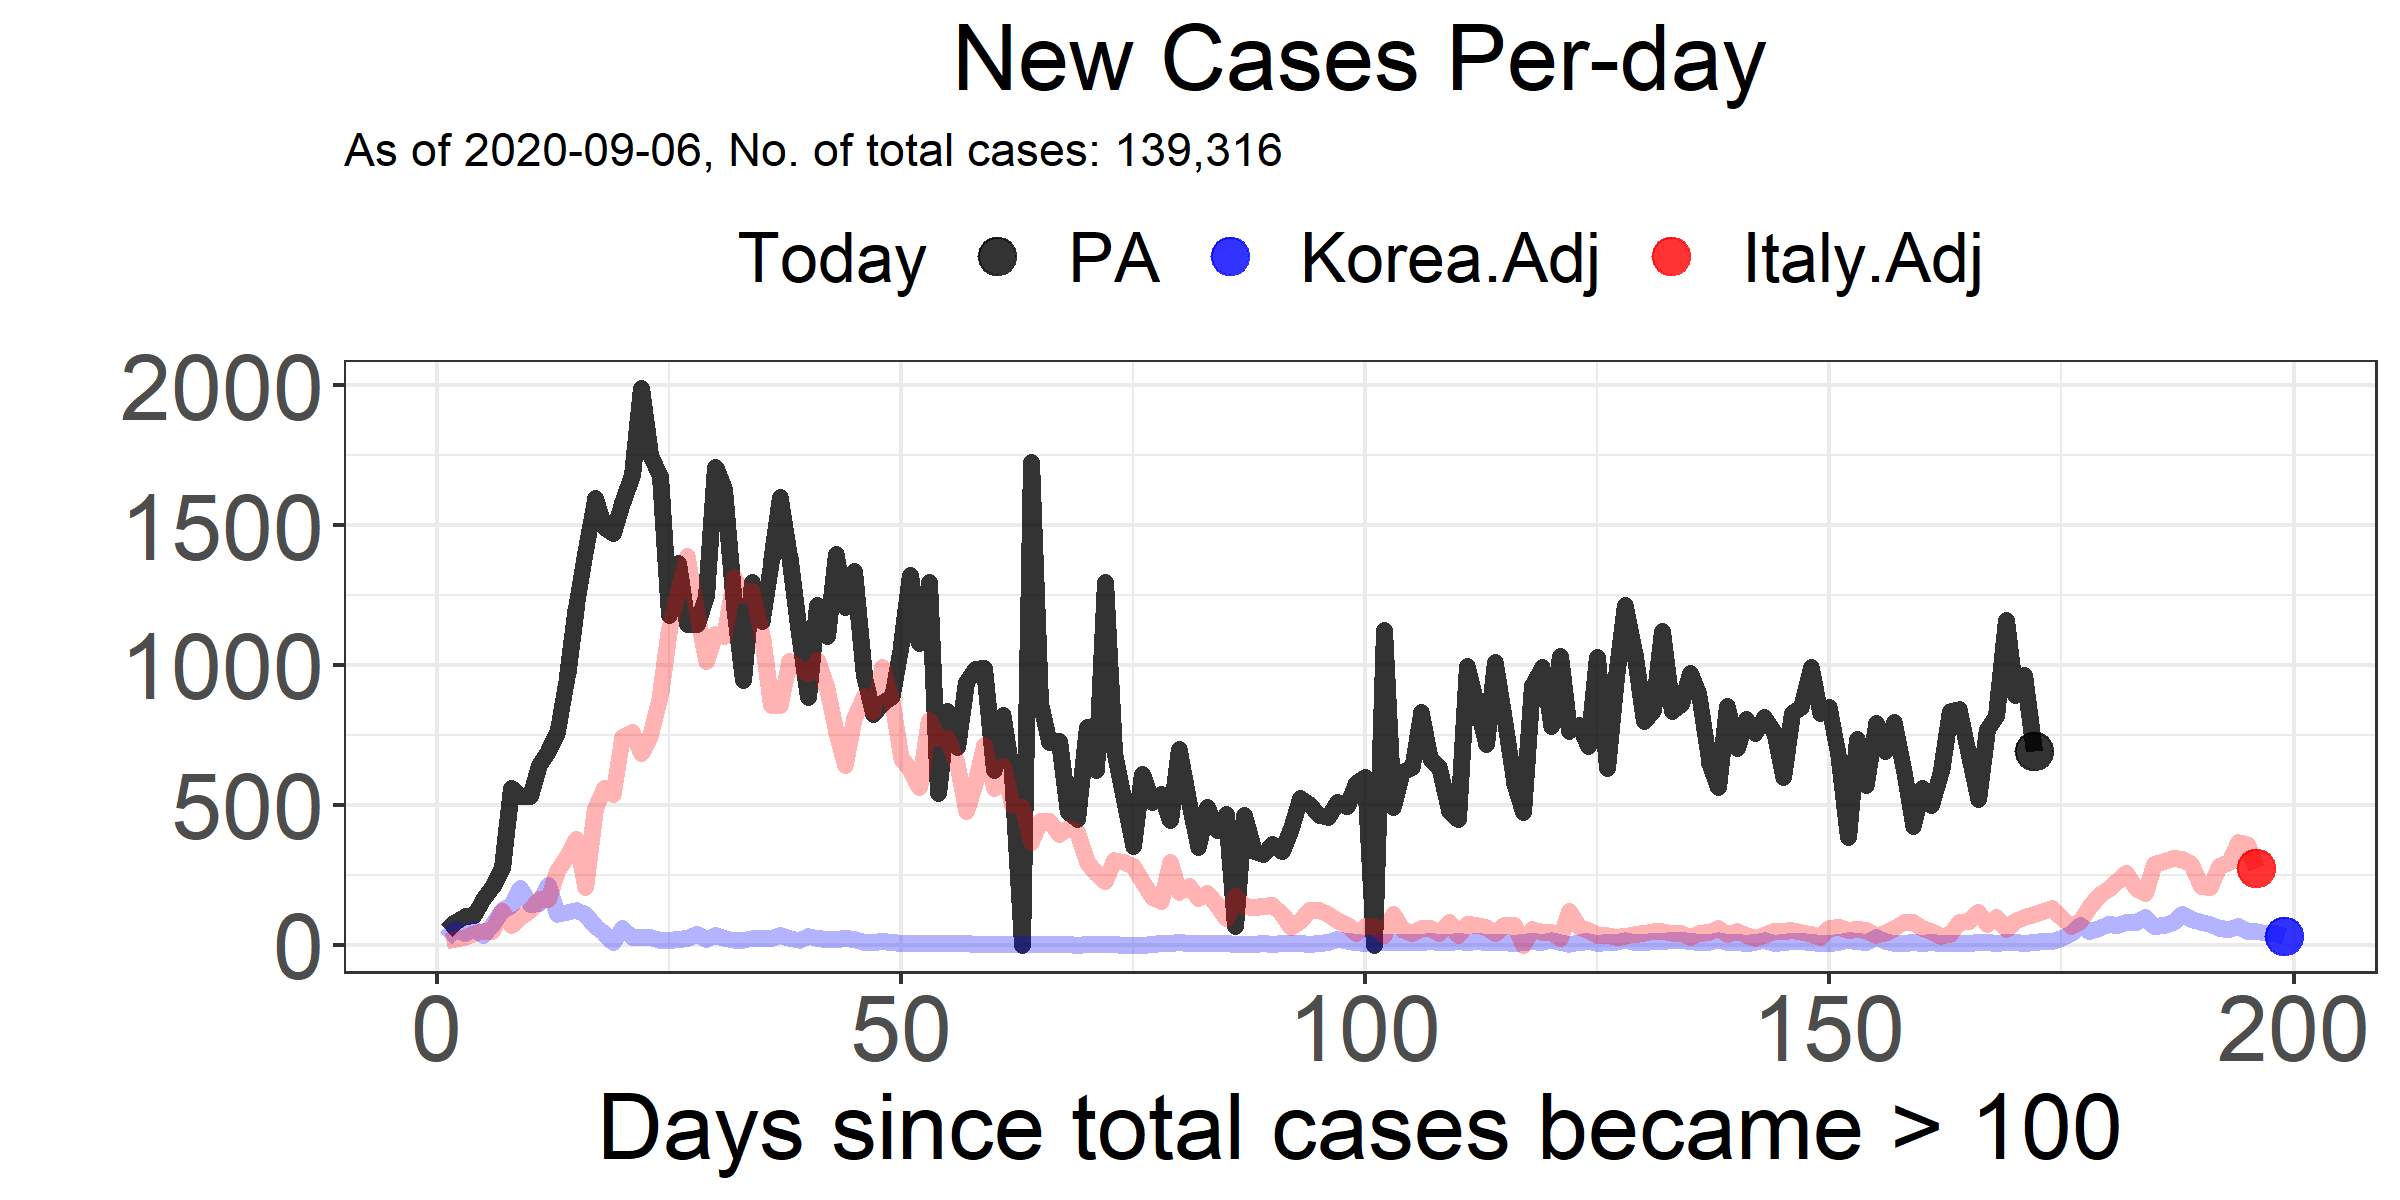 New Cases Per-day
As of 2020-09-06, No. of total cases: 139,316
Today PA Korea.Adj Italy.Adj
2000
1500
1000
500
0
0 50 100 150 200
Days since total cases became > 100